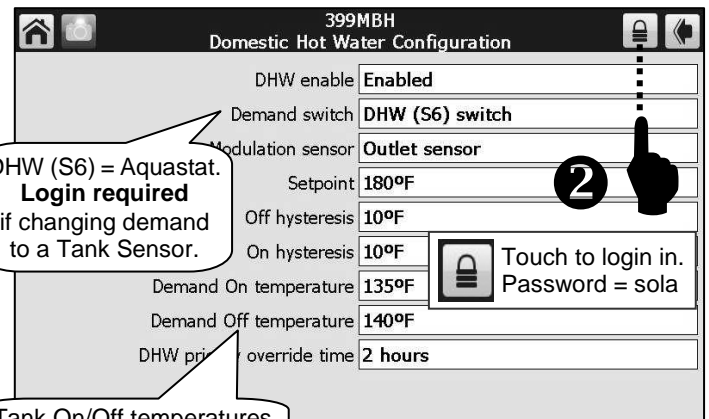 399MBH
Domestic Hot Water Configuration
DHW enable Enabled
Demand switch DHW (S6) switch
Modulation sensor Outlet sensor
Setpoint 180ºF
Off hysteresis 10ºF
On hysteresis 10ºF
Demand On temperature 135ºF
Demand Off temperature 140ºF
DHW override time 2 hours
DHW (S6) = Aquastat.
Login required
if changing demand
to a Tank Sensor.
2
Touch to login in.
Password = sola
Tank On/Off temperatures